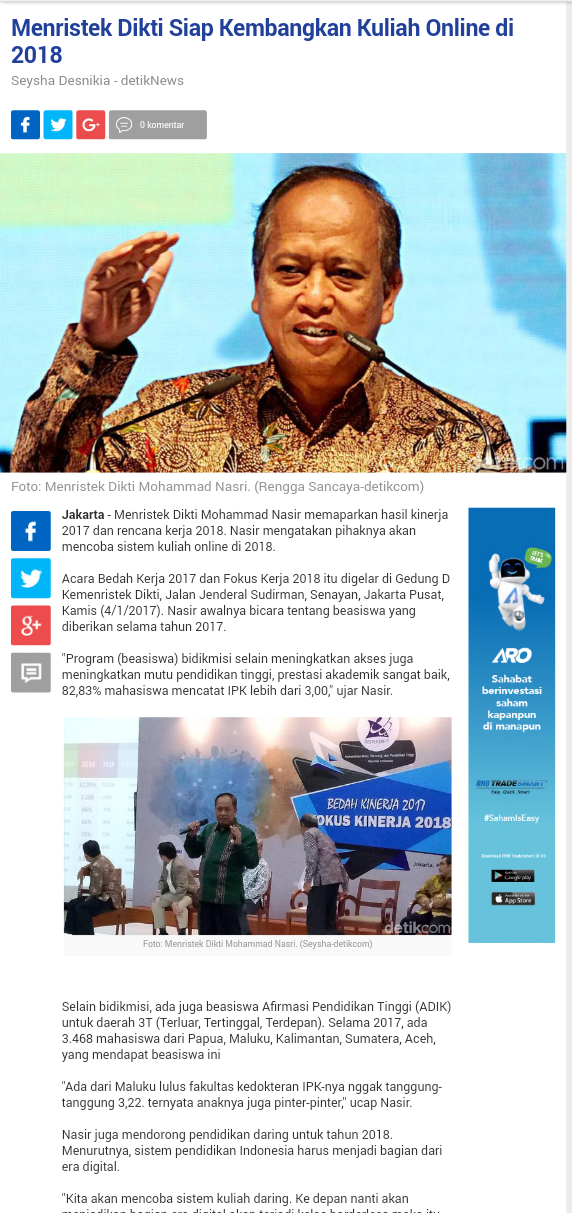 Menristek Dikti Siap Kembangkan Kuliah Online di
2018
Seysha Desnikia - detikNews
0 komentar
detikcom
Foto: Menristek Dikti Mohammad Nasri. (Rengga Sancaya-detikcom)
Jakarta - Menristek Dikti Mohammad Nasir memaparkan hasil kinerja
2017 dan rencana kerja 2018. Nasir mengatakan pihaknya akan
mencoba sistem kuliah online di 2018.
Acara Bedah Kerja 2017 dan Fokus Kerja 2018 itu digelar di Gedung D
Kemenristek Dikti, Jalan Jenderal Sudirman, Senayan, Jakarta Pusat,
Kamis (4/1/2017). Nasir awalnya bicara tentang beasiswa yang
diberikan selama tahun 2017.
"Program (beasiswa) bidikmisi selain meningkatkan akses juga
meningkatkan mutu pendidikan tinggi, prestasi akademik sangat baik,
82,83% mahasiswa mencatat IPK lebih dari 3,00," ujar Nasir.
2018
BEDAH KINERJA 2017
FOKUS KINERJA 2018
Jakarta,
detikcom
Foto: Menristek Dikti Mohammad Nasri. (Seysha-detikcom)
LET'S TRADE
ARO
Sahabat
berinvestasi
saham
kapanpun
di manapun
RHB TRADESMART
Easy. Quick. Smart
#SahamIsEasy
Download RHB TradeSmart ID di:
Google play
App Store
Selain bidikmisi, ada juga beasiswa Afirmasi Pendidikan Tinggi (ADIK)
untuk daerah 3T (Terluar, Tertinggal, Terdepan). Selama 2017, ada
3.468 mahasiswa dari Papua, Maluku, Kalimantan, Sumatera, Aceh,
yang mendapat beasiswa ini
"Ada dari Maluku lulus fakultas kedokteran IPK-nya nggak tanggung-
tanggung 3,22. ternyata anaknya juga pinter-pinter," ucap Nasir.
Nasir juga mendorong pendidikan daring untuk tahun 2018.
Menurutnya, sistem pendidikan Indonesia harus menjadi bagian dari
era digital.
"Kita akan mencoba sistem kuliah daring. Ke depan nanti akan